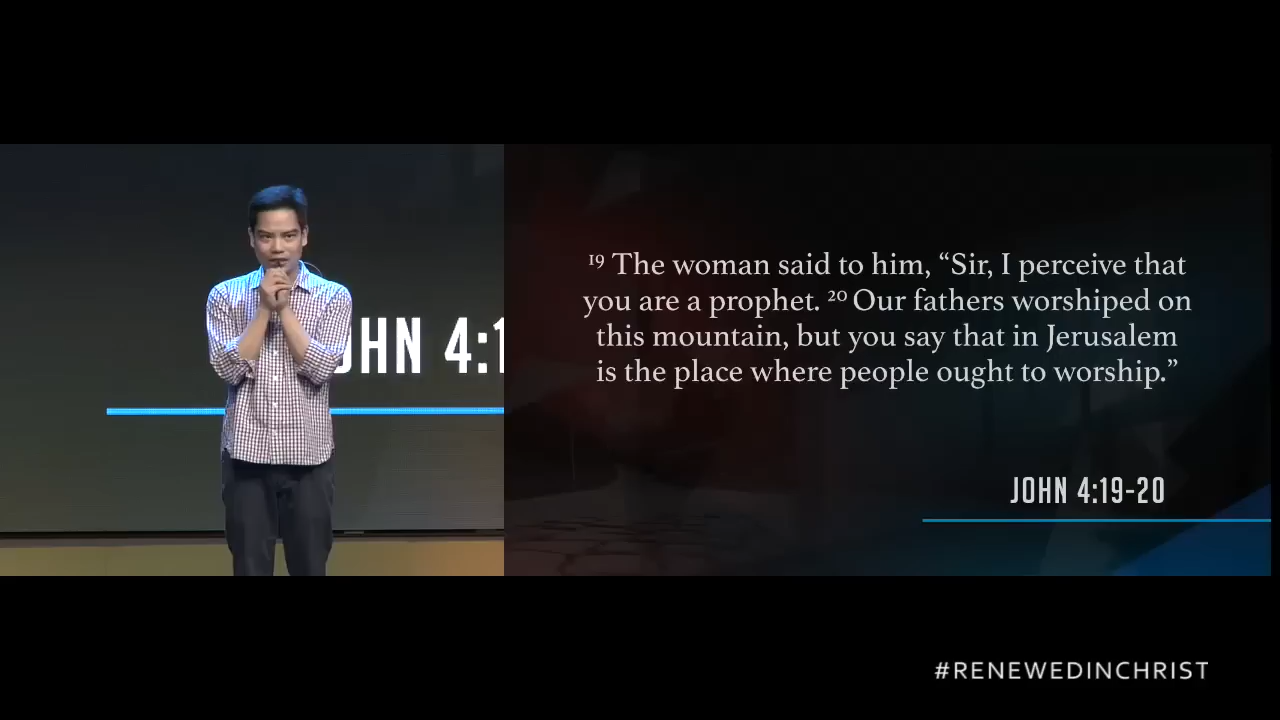 OHN 4:1
¹⁹ The woman said to him, “Sir, I perceive that
you are a prophet. ²⁰ Our fathers worshiped on
this mountain, but you say that in Jerusalem
is the place where people ought to worship.”
JOHN 4:19-20
#RENEWEDINCHRIST